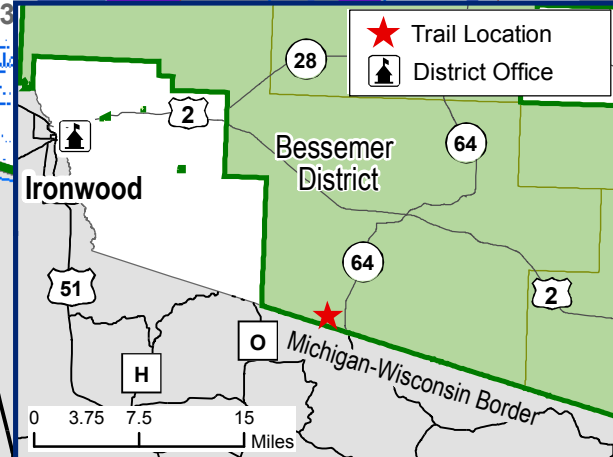 3
Trail Location
District Office
28
2
64
Bessemer
District
Ironwood
64
51
2
O
H
Michigan-Wisconsin Border
0 3.75 7.5 15
Miles